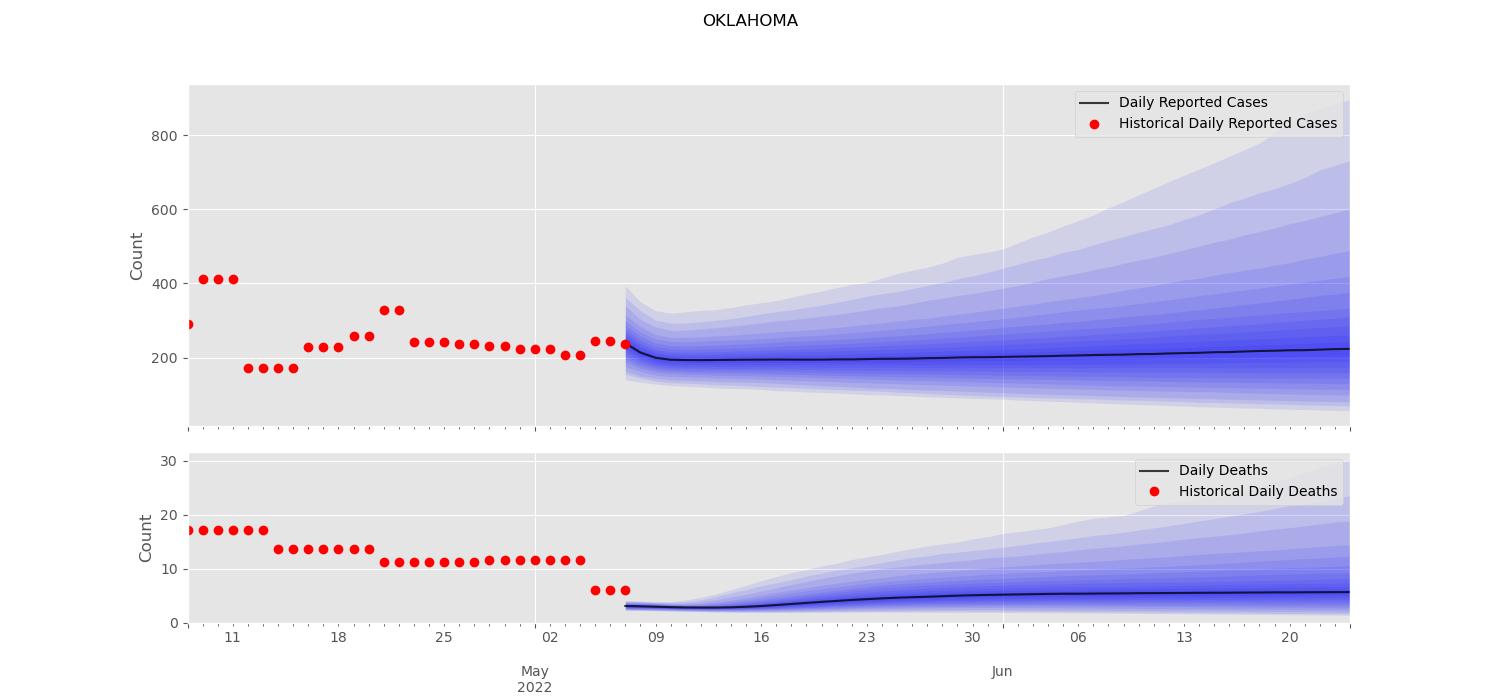 OKLAHOMA
Daily Reported Cases
Historical Daily Reported Cases
800
600
400
200
Count
Daily Deaths
Historical Daily Deaths
30
20
10
0
Count
11 18 25 02 09 16 23 30 06 13 20
May Jun
2022